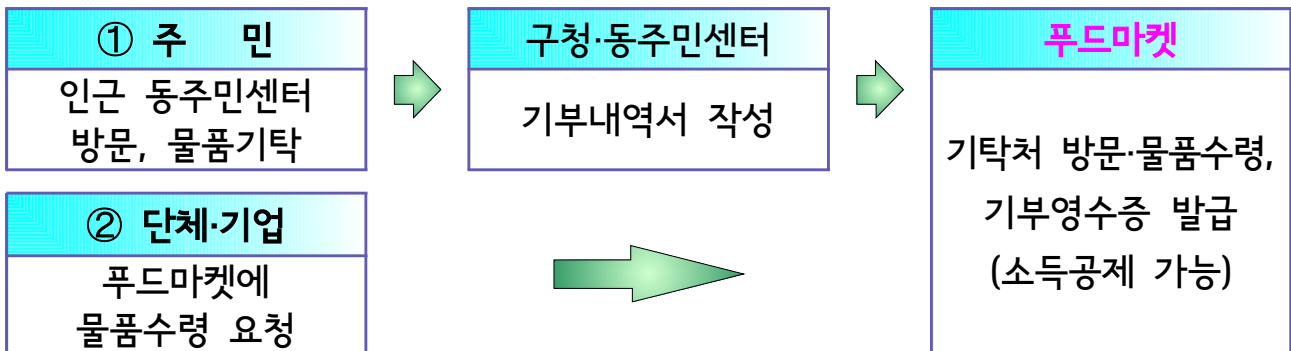 ① 주 민
인근 동주민센터
방문, 물품기탁
구청·동주민센터
기부내역서 작성
푸드마켓
기탁처 방문·물품수령,
기부영수증 발급
(소득공제 가능)
② 단체·기업
푸드마켓에
물품수령 요청